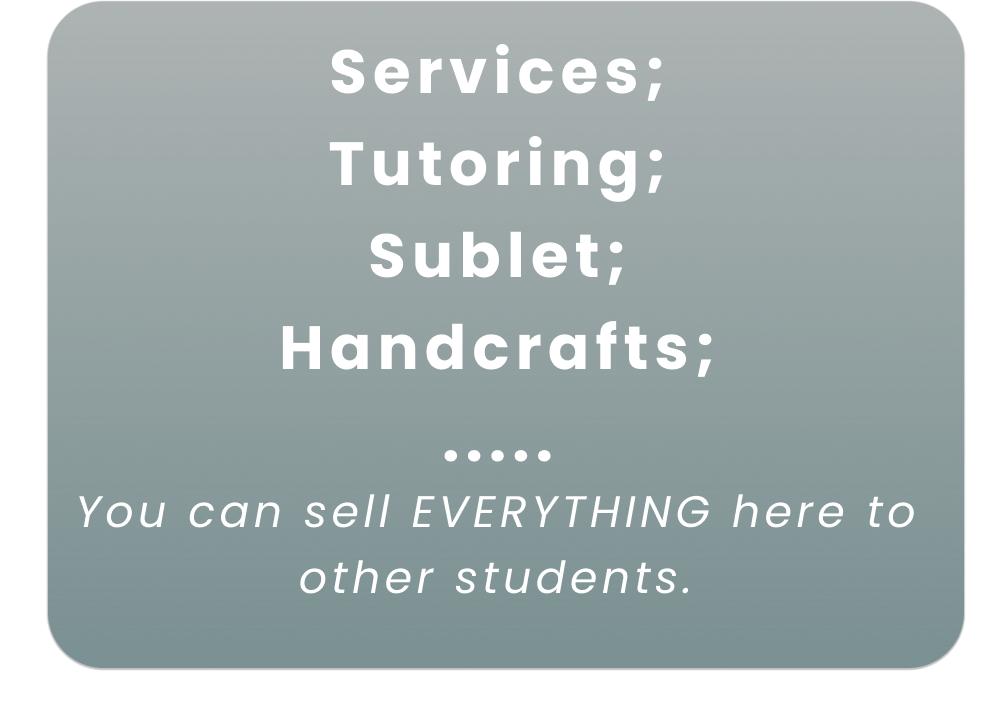 Services;
Tutoring;
Sublet;
Handcrafts;
.....
You can sell EVERYTHING here to
other students.